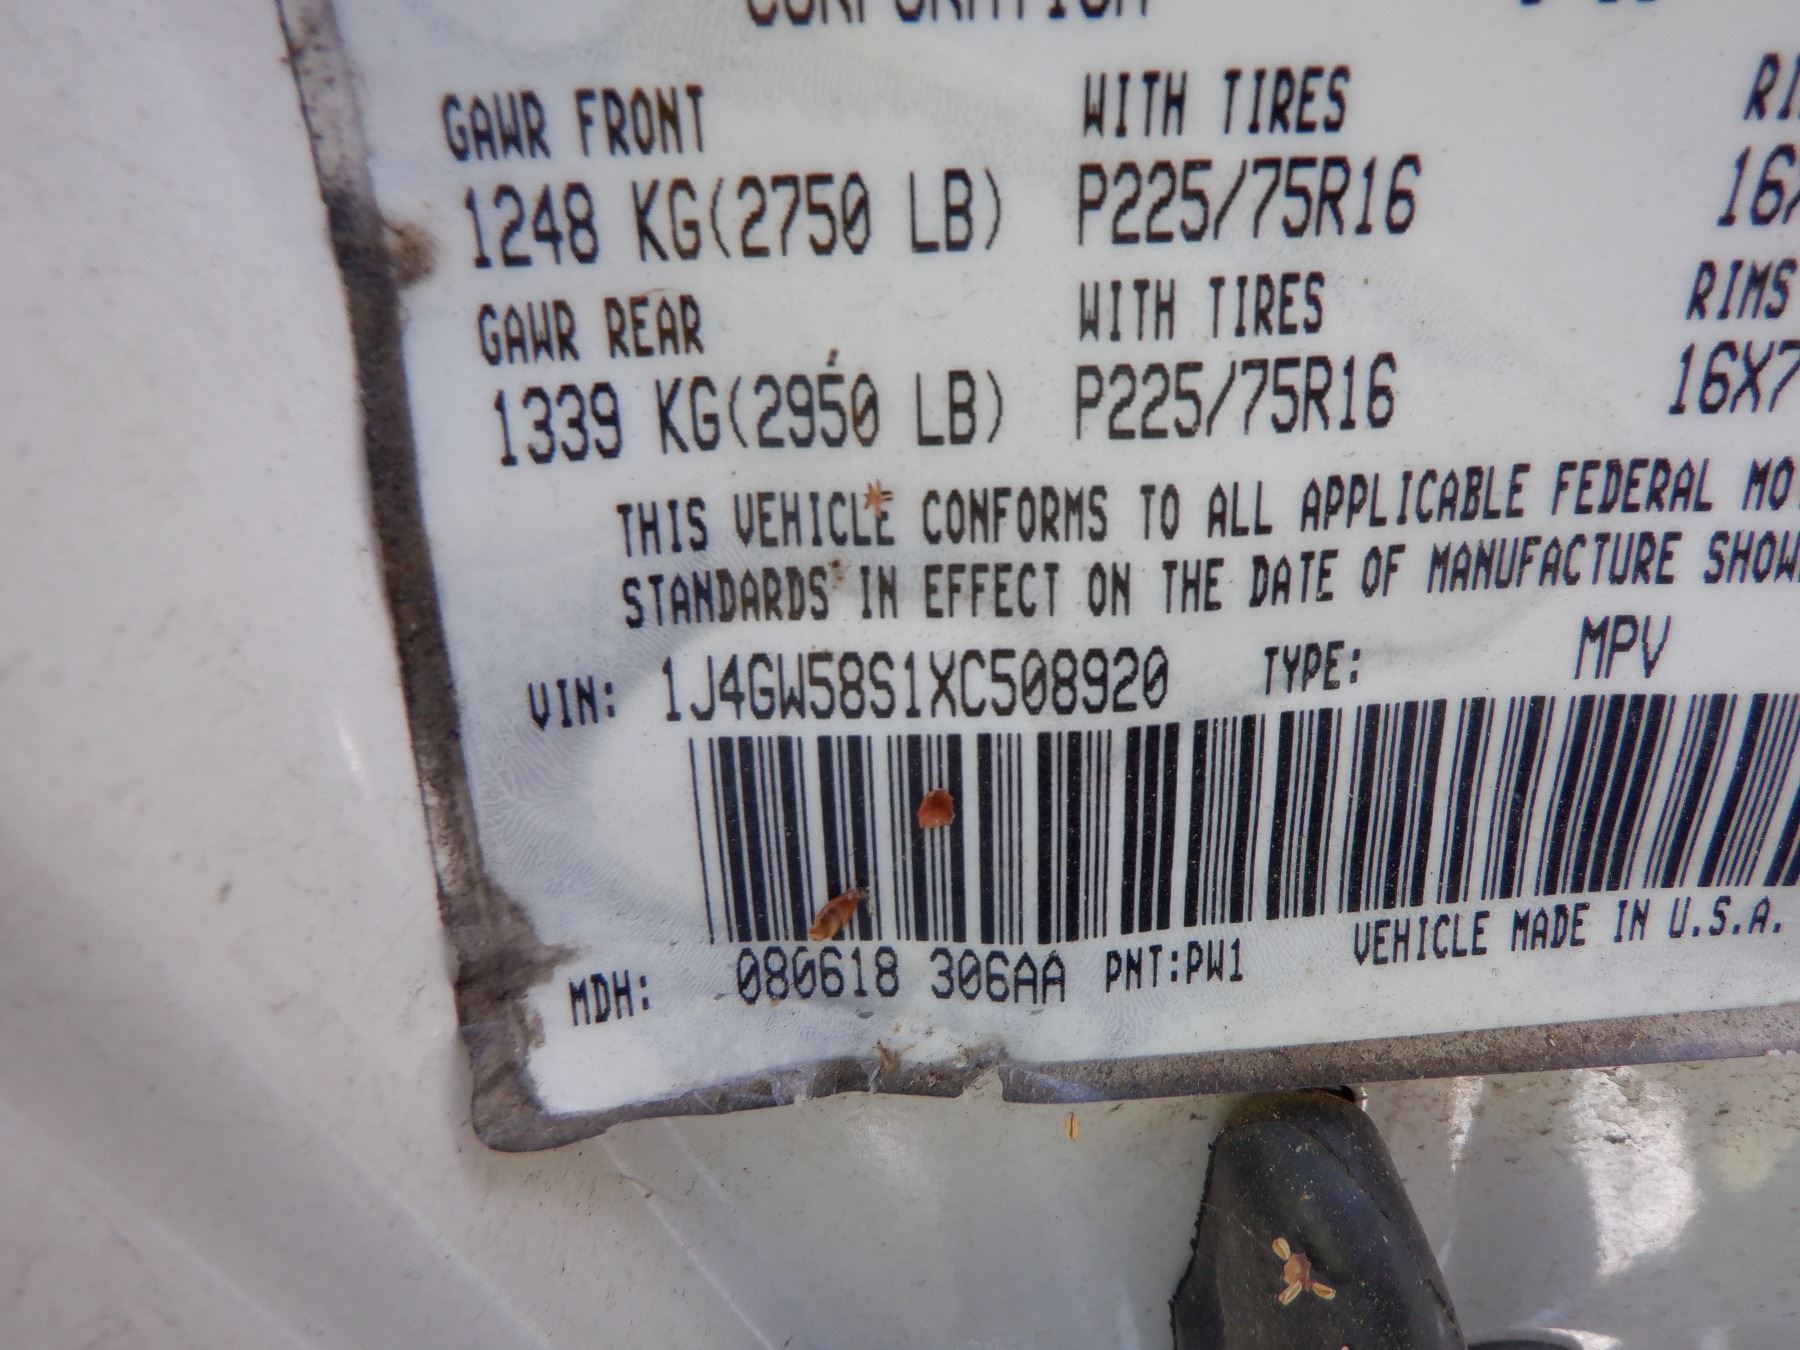 CORPORATION
GAWR FRONT WITH TIRES
1248 KG(2750 LB) P225/75R16
GAWR REAR WITH TIRES RIMS
1339 KG(2950 LB) P225/75R16 16X7
THIS VEHICLE CONFORMS TO ALL APPLICABLE FEDERAL
STANDARDS IN EFFECT ON THE DATE OF MANUFACTURE
VIN: 1J4GW58S1XC508920 TYPE: MPV
MDH: 080618 306AA PNT:PW1 VEHICLE MADE IN U.S.A.